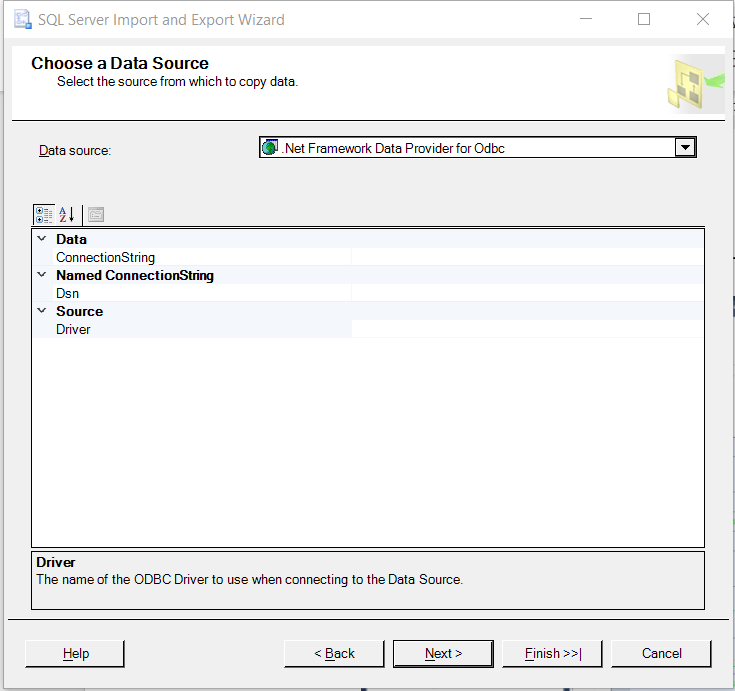 SQL Server Import and Export Wizard
Choose a Data Source
Select the source from which to copy data.
Data source:
.Net Framework Data Provider for Odbc
A
Z
Data
ConnectionString
Named ConnectionString
Dsn
Source
Driver
Driver
The name of the ODBC Driver to use when connecting to the Data Source.
Help
< Back
Next >
Finish >>|
Cancel